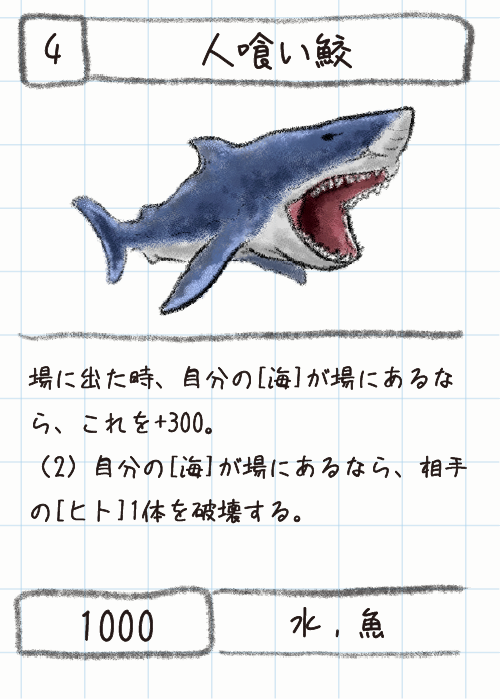 4
人喰い鮫
場に出た時、自分の[海]が場にあるな
ら、これを+300。
（2）自分の[海]が場にあるなら、相手
の[ヒト]1体を破壊する。
1000
水，魚